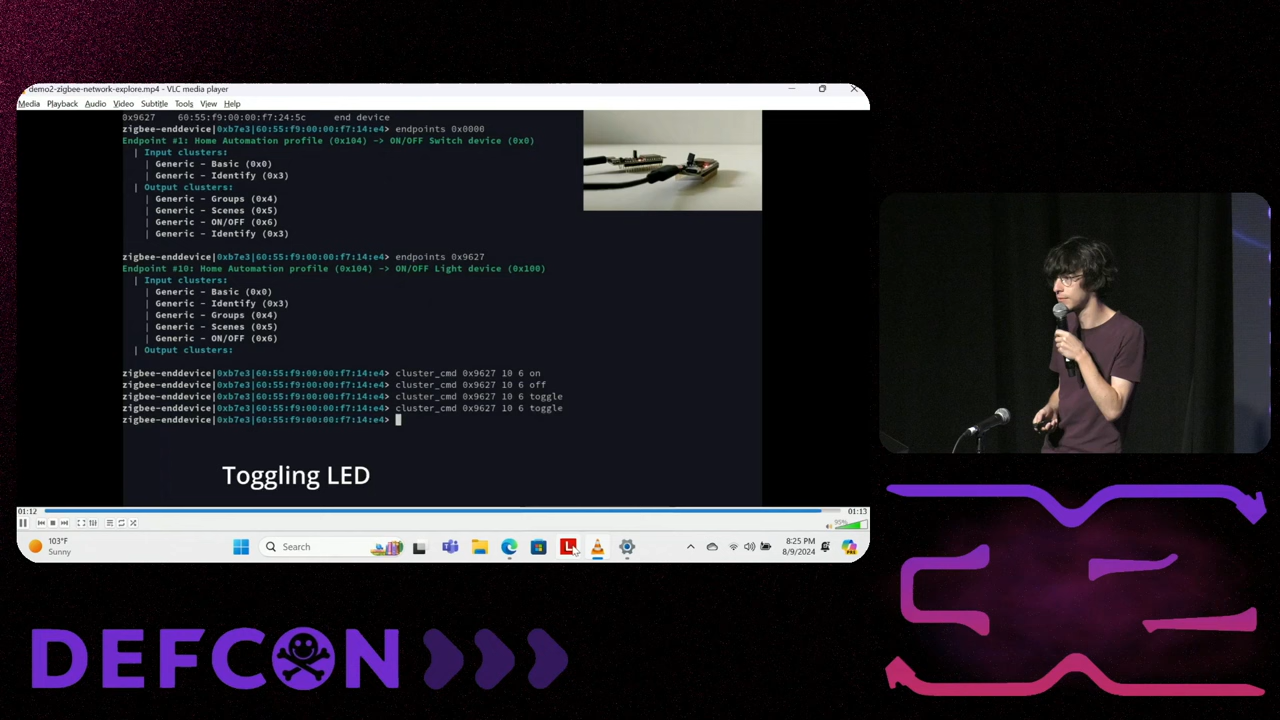 demo2-zigbee-network-explore.mp4 - VLC media player
Media Playback Audio Video Subtitle Tools View Help
0x9627 60:55:f9:00:00:f7:24:5c end device
zigbee-enddevice|0xb7e3|60:55:f9:00:00:f7:14:e4> endpoints 0x0000
Endpoint #1: Home Automation profile (0x104) -> ON/OFF Switch device (0x0)
| Input clusters:
| Generic - Basic (0x0)
| Generic - Identify (0x3)
| Output clusters:
| Generic - Groups (0x4)
| Generic - Scenes (0x5)
| Generic - ON/OFF (0x6)
| Generic - Identify (0x3)
zigbee-enddevice|0xb7e3|60:55:f9:00:00:f7:14:e4> endpoints 0x9627
Endpoint #10: Home Automation profile (0x104) -> ON/OFF Light device (0x100)
| Input clusters:
| Generic - Basic (0x0)
| Generic - Identify (0x3)
| Generic - Groups (0x4)
| Generic - Scenes (0x5)
| Generic - ON/OFF (0x6)
| Output clusters:
zigbee-enddevice|0xb7e3|60:55:f9:00:00:f7:14:e4> cluster_cmd 0x9627 10 6 on
zigbee-enddevice|0xb7e3|60:55:f9:00:00:f7:14:e4> cluster_cmd 0x9627 10 6 off
zigbee-enddevice|0xb7e3|60:55:f9:00:00:f7:14:e4> cluster_cmd 0x9627 10 6 toggle
zigbee-enddevice|0xb7e3|60:55:f9:00:00:f7:14:e4> cluster_cmd 0x9627 10 6 toggle
zigbee-enddevice|0xb7e3|60:55:f9:00:00:f7:14:e4>
Toggling LED
01:12
01:13
95%
103°F
Sunny
Search
8:25 PM
8/9/2024
DEFCON